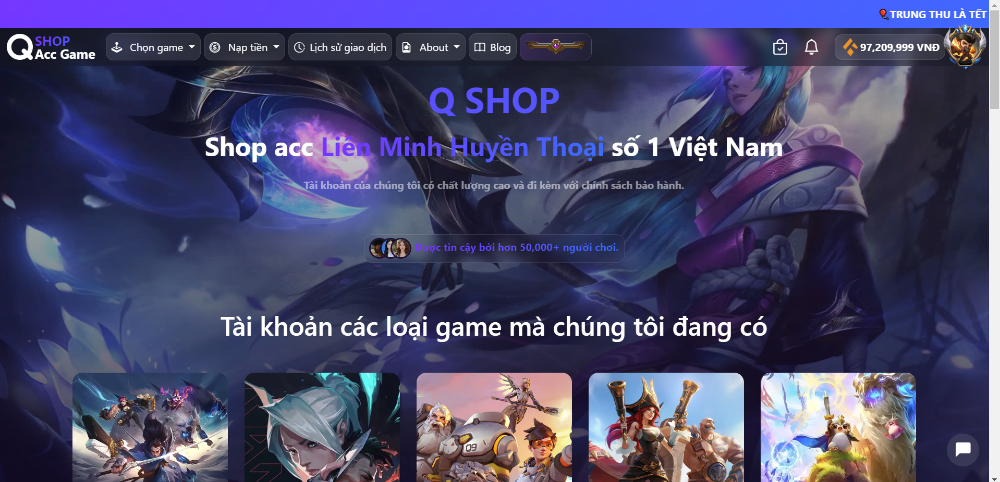 TRUNG THU LÀ TẾT
Q SHOP
Acc Game
Chọn game
Nạp tiền
Lịch sử giao dịch
About
Blog
97,209,999 VNĐ
Q SHOP
Shop acc Liên Minh Huyền Thoại số 1 Việt Nam
Tài khoản của chúng tôi có chất lượng cao và đi kèm với chính sách bảo hành.
Được tin cậy bởi hơn 50,000+ người chơi.
Tài khoản các loại game mà chúng tôi đang có
09